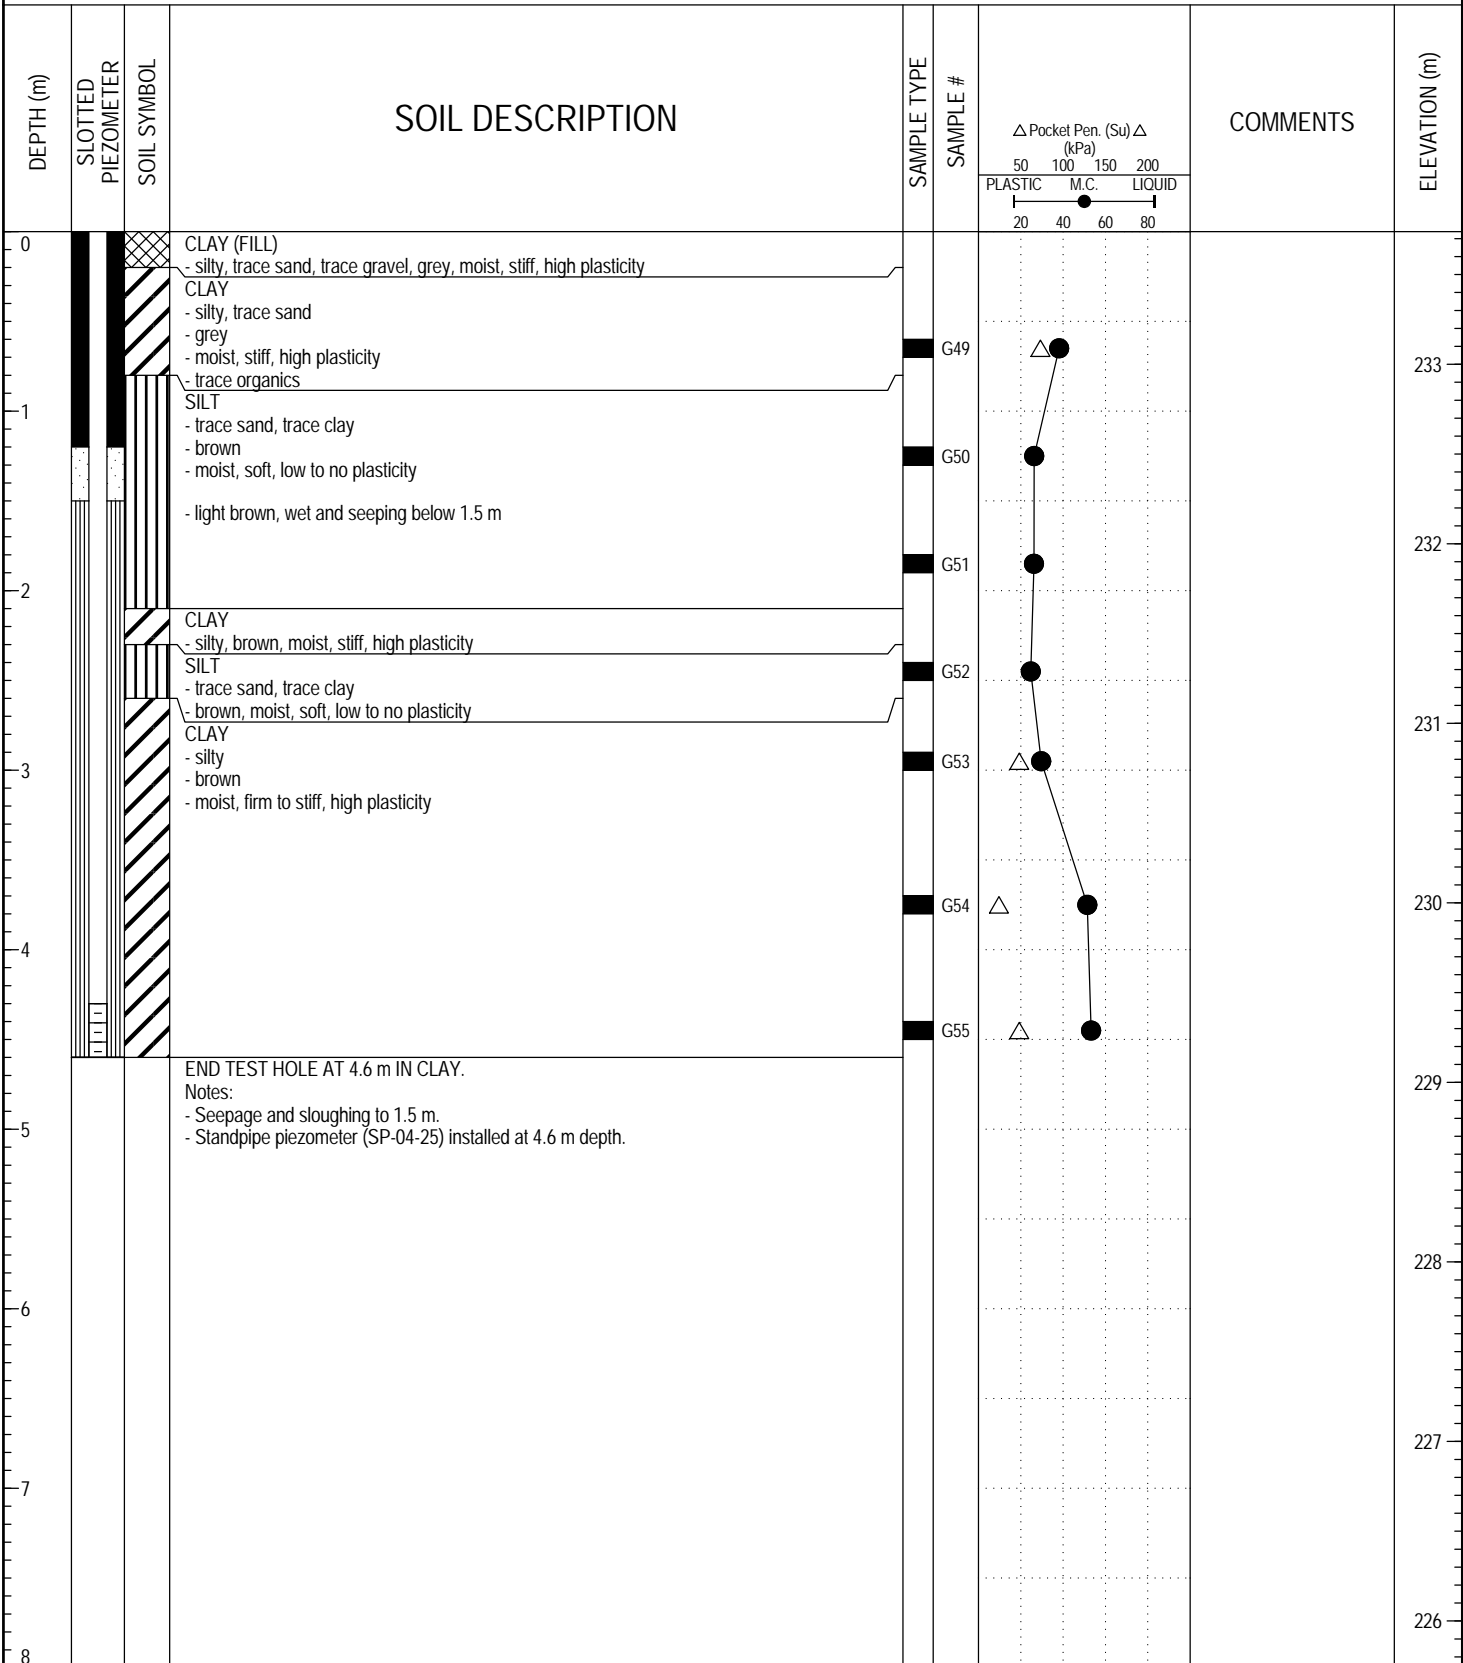 DEPTH (m)
SLOTTED
PIEZOMETER
SOIL SYMBOL
SOIL DESCRIPTION
SAMPLE TYPE
SAMPLE #
△ Pocket Pen. (Su) △
(kPa)
50 100 150 200
PLASTIC M.C. LIQUID
20 40 60 80
COMMENTS
ELEVATION (m)
0
CLAY (FILL)
- silty, trace sand, trace gravel, grey, moist, stiff, high plasticity
CLAY
- silty, trace sand
- grey
- moist, stiff, high plasticity
G49
233
- trace organics
SILT
1
- trace sand, trace clay
- brown
G50
- moist, soft, low to no plasticity
- light brown, wet and seeping below 1.5 m
232
G51
2
CLAY
- silty, brown, moist, stiff, high plasticity
SILT
G52
- trace sand, trace clay
- brown, moist, soft, low to no plasticity
231
CLAY
- silty
G53
3
- brown
- moist, firm to stiff, high plasticity
G54
230
4
G55
END TEST HOLE AT 4.6 m IN CLAY.
229
Notes:
- Seepage and sloughing to 1.5 m.
5
- Standpipe piezometer (SP-04-25) installed at 4.6 m depth.
228
6
227
7
226
8